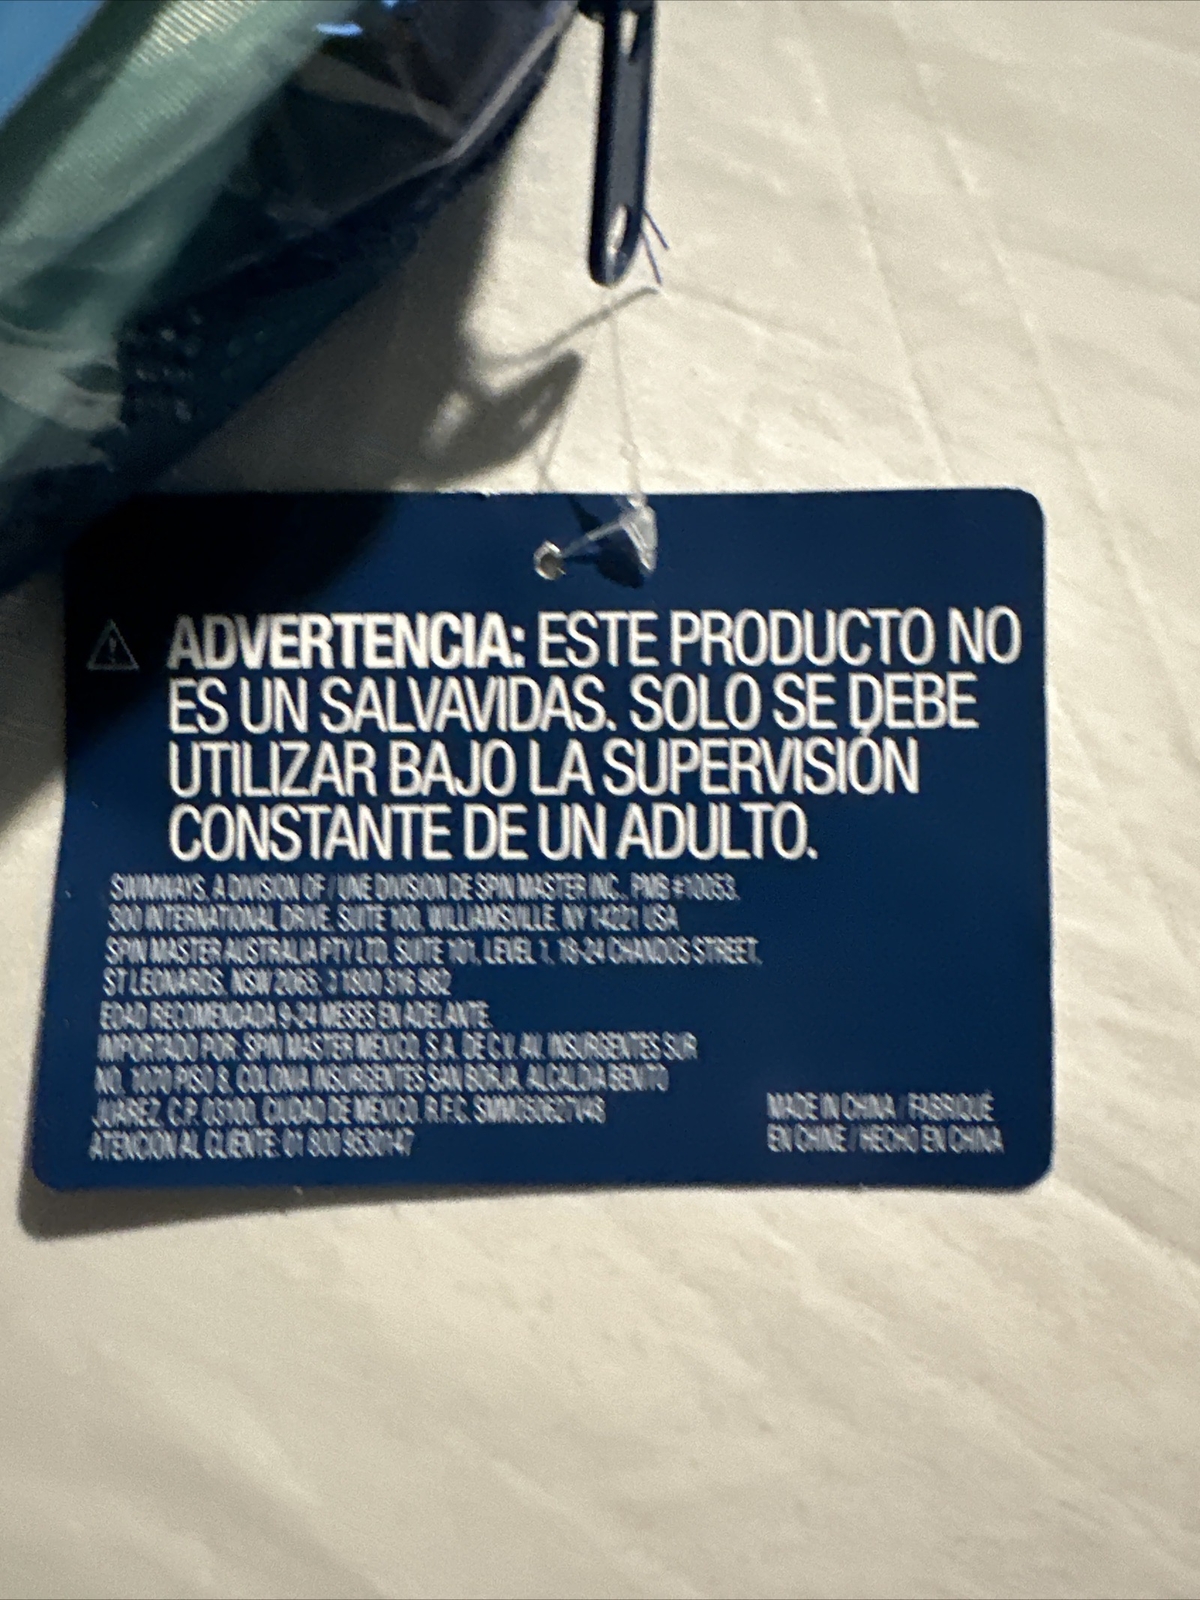 ADVERTENCIA: ESTE PRODUCTO NO
ES UN SALVAVIDAS. SOLO SE DEBE
UTILIZAR BAJO LA SUPERVISIÓN
CONSTANTE DE UN ADULTO.
SWIMWAYS, A DIVISION OF / UNE DIVISION DE SPIN MASTER INC., PMB #10053,
300 INTERNATIONAL DRIVE, SUITE 100, WILLIAMSVILLE, NY 14221 USA
SPIN MASTER AUSTRALIA PTY LTD, SUITE 101, LEVEL 1, 18-24 CHANDOS STREET,
ST LEONARDS, NSW 2065; 1800 316 982
EDAD RECOMENDADA 9-24 MESES EN ADELANTE.
IMPORTADO POR: SPIN MASTER MEXICO, S.A. DE C.V. AV. INSURGENTES SUR
NO. 1070 PISO 8, COLONIA INSURGENTES SAN BORJA, ALCALDIA BENITO
JUAREZ, C.P. 03100, CIUDAD DE MEXICO, R.F.C. SMM050627V48
ATENCION AL CLIENTE: 01 800 9530147
MADE IN CHINA / FABRIQUÉ
EN CHINE / HECHO EN CHINA